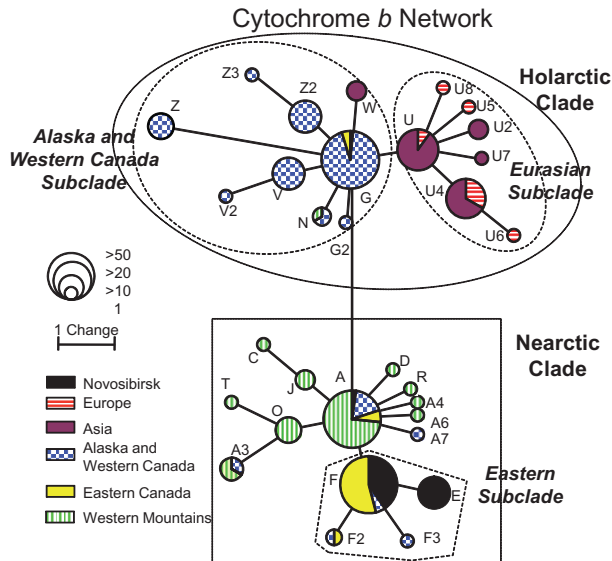 Cytochrome b Network
Z3
Z2
U8
Holarctic
Clade
Z
W
U
U5
U2
Alaska and
Western Canada
Subclade
U7
Eurasian
Subclade
V
G
U4
V2
N
G2
U6
>50
>20
>10
1
1 Change
Nearctic
Clade
C
A
D
J
R
T
A4
O
A6
A7
A3
Novosibirsk
Europe
Asia
Alaska and
Western Canada
Eastern Canada
Western Mountains
F
E
Eastern
Subclade
F2
F3